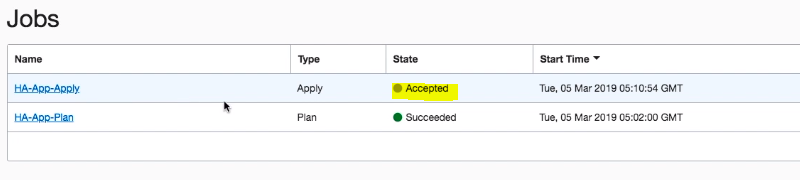 Jobs
Name Type State Start Time
HA-App-Apply Apply Accepted Tue, 05 Mar 2019 05:10:54 GMT
HA-App-Plan Plan Succeeded Tue, 05 Mar 2019 05:02:00 GMT